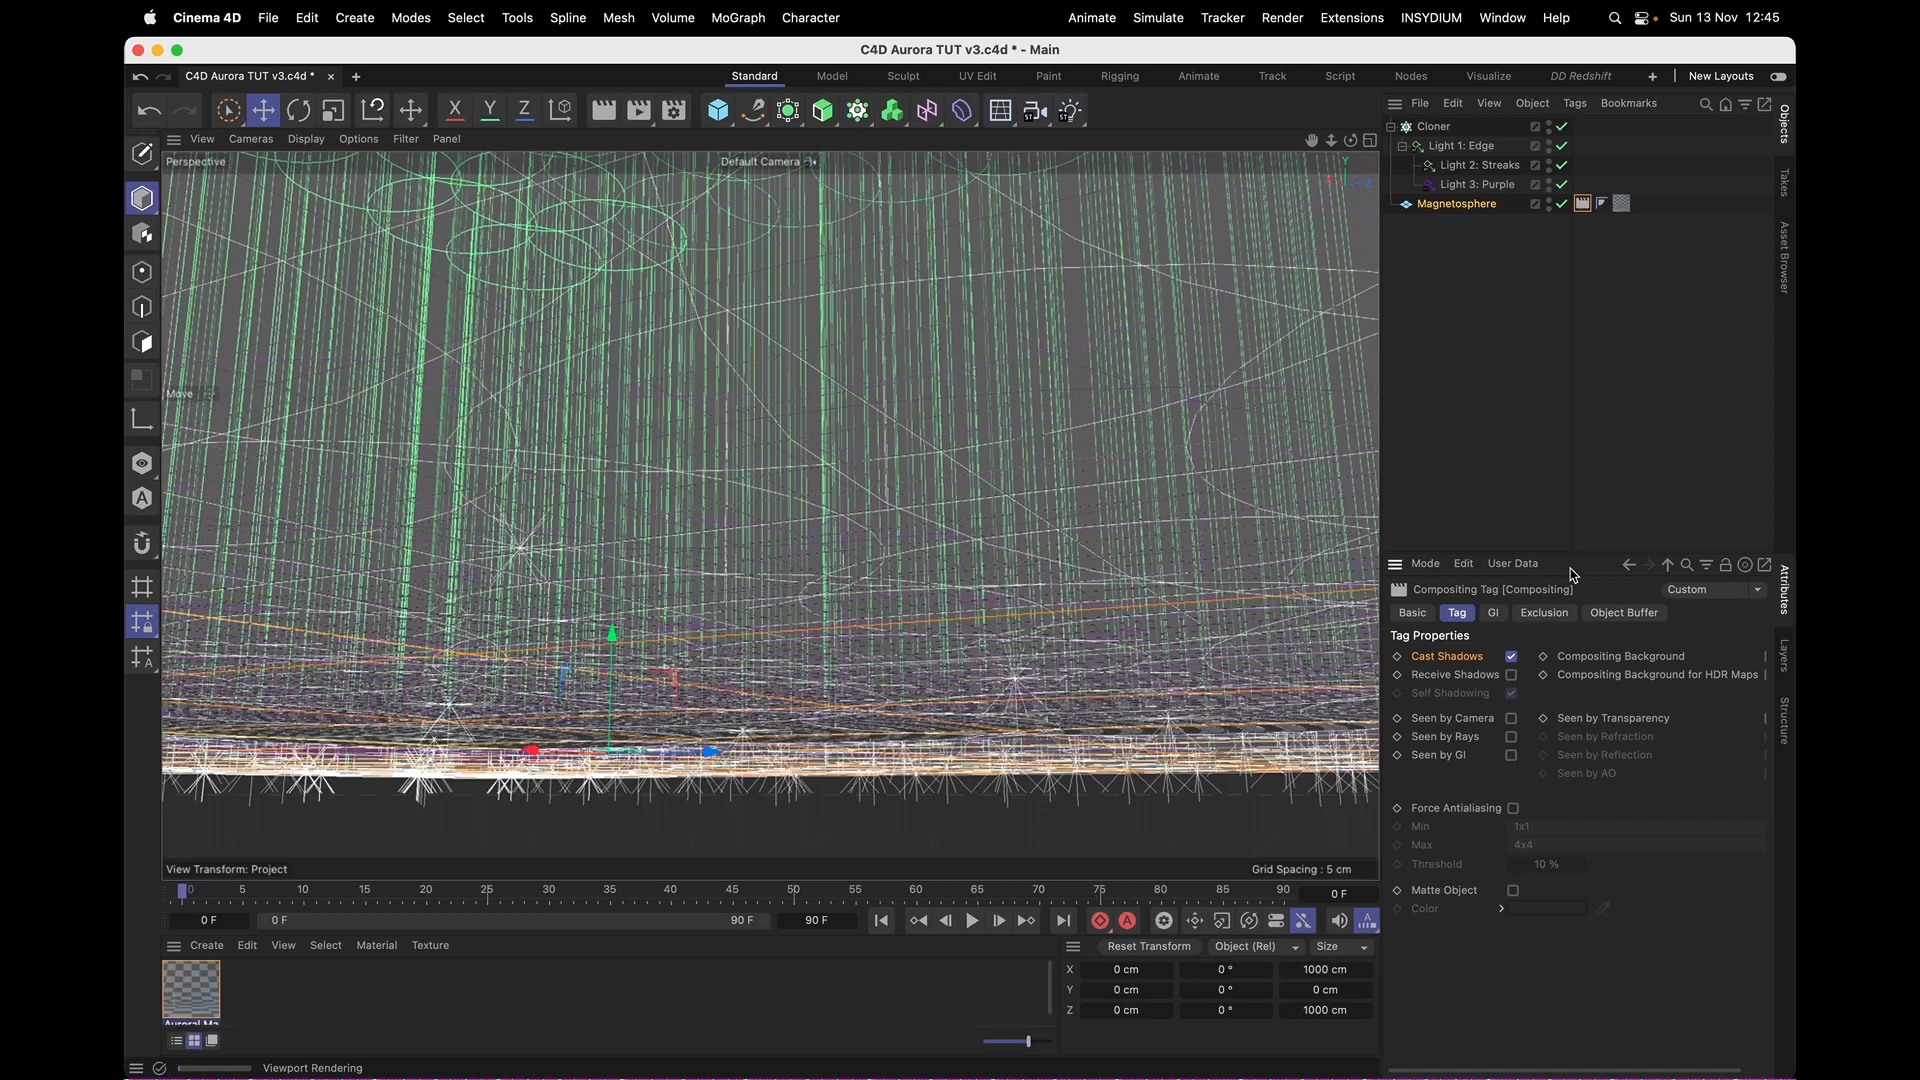 Cinema 4D File Edit Create Modes Select Tools Spline Mesh Volume MoGraph Character Animate Simulate Tracker Render Extensions INSYDIUM Window Help Sun 13 Nov 12:45
C4D Aurora TUT v3.c4d * - Main
C4D Aurora TUT v3.c4d * × + Standard Model Sculpt UV Edit Paint Rigging Animate Track Script Nodes Visualize DD Redshift + New Layouts
X Y Z ST ST
View Cameras Display Options Filter Panel
Perspective Default Camera
Y
Z
Move
View Transform: Project Grid Spacing : 5 cm
0 5 10 15 20 25 30 35 40 45 50 55 60 65 70 75 80 85 90 0 F
0 F 0 F 90 F 90 F
Create Edit View Select Material Texture
Reset Transform Object (Rel) Size
X 0 cm 0 ° 1000 cm
Y 0 cm 0 ° 0 cm
Z 0 cm 0 ° 1000 cm
Auroral Ma
Viewport Rendering
File Edit View Object Tags Bookmarks
Cloner
Light 1: Edge
Light 2: Streaks
Light 3: Purple
Magnetosphere
Objects
Takes
Asset Browser
Mode Edit User Data
Compositing Tag [Compositing] Custom
Basic Tag GI Exclusion Object Buffer
Tag Properties
Cast Shadows Compositing Background
Receive Shadows Compositing Background for HDR Maps
Self Shadowing
Seen by Camera Seen by Transparency
Seen by Rays Seen by Refraction
Seen by GI Seen by Reflection
Seen by AO
Force Antialiasing
Min 1x1
Max 4x4
Threshold 10 %
Matte Object
Color
Attributes
Layers
Structure